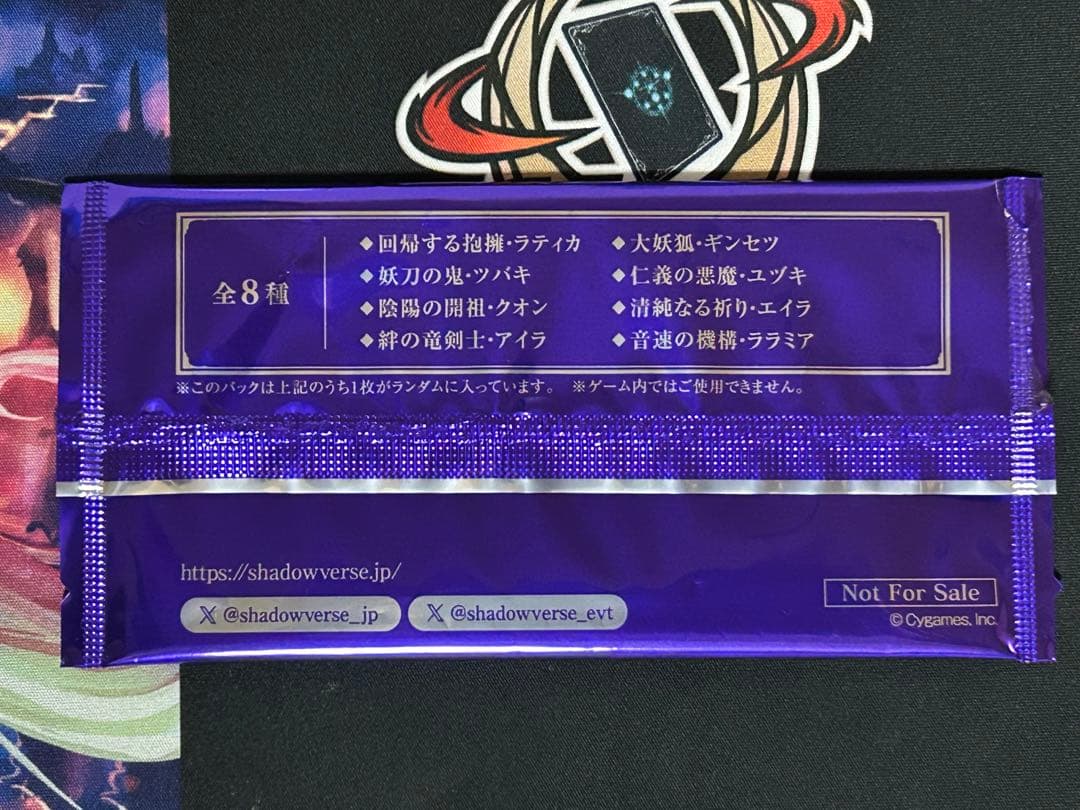 全8種
◆回帰する抱擁・ラティカ
◆妖刀の鬼・ツバキ
◆陰陽の開祖・クオン
◆絆の竜剣士・アイラ
◆大妖狐・ギンセツ
◆仁義の悪魔・ユヅキ
◆清純なる祈り・エイラ
◆音速の機構・ララミア
※このパックは上記のうち1枚がランダムに入っています。 ※ゲーム内ではご使用できません。
https://shadowverse.jp/
X @shadowverse_jp
X @shadowverse_evt
Not For Sale
© Cygames, Inc.